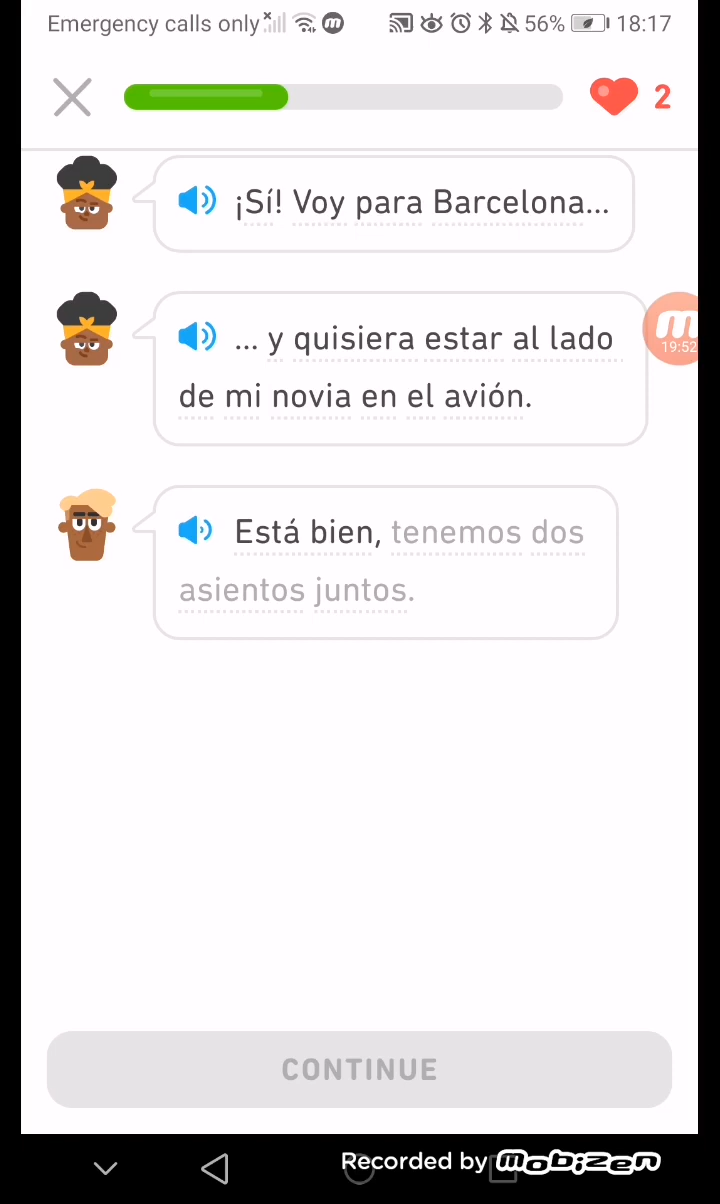 Emergency calls only 56% 18:17
2
¡Sí! Voy para Barcelona...
... y quisiera estar al lado
de mi novia en el avión.
19:52
Está bien, tenemos dos
asientos juntos.
CONTINUE
Recorded by mobizen